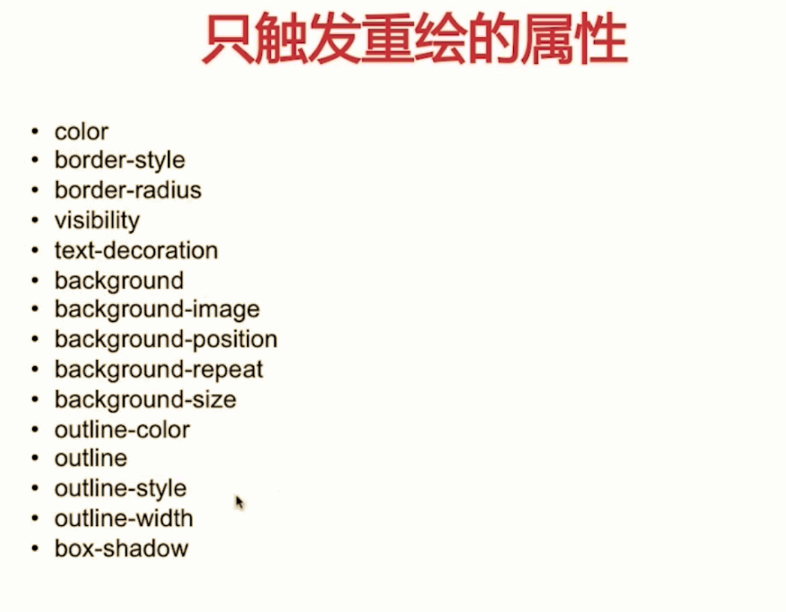 只触发重绘的属性
• color
• border-style
• border-radius
• visibility
• text-decoration
• background
• background-image
• background-position
• background-repeat
• background-size
• outline-color
• outline
• outline-style
• outline-width
• box-shadow